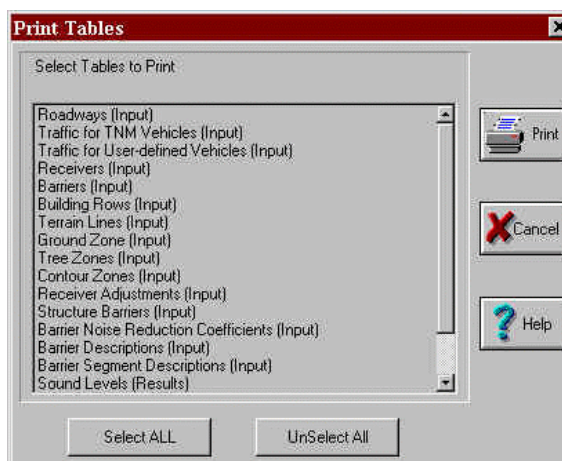 Print Tables
Select Tables to Print
Roadways (Input)
Traffic for TNM Vehicles (Input)
Traffic for User-defined Vehicles (Input)
Receivers (Input)
Barriers (Input)
Building Rows (Input)
Terrain Lines (Input)
Ground Zone (Input)
Tree Zones (Input)
Contour Zones (Input)
Receiver Adjustments (Input)
Structure Barriers (Input)
Barrier Noise Reduction Coefficients (Input)
Barrier Descriptions (Input)
Barrier Segment Descriptions (Input)
Sound Levels (Results)
Print
Cancel
Help
Select ALL
UnSelect All